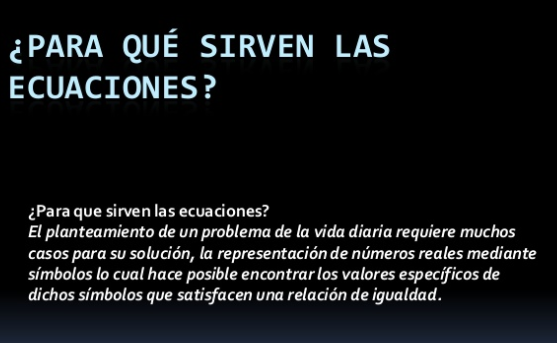 ¿PARA QUÉ SIRVEN LAS
ECUACIONES?
¿Para que sirven las ecuaciones?
El planteamiento de un problema de la vida diaria requiere muchos
casos para su solución, la representación de números reales mediante
símbolos lo cual hace posible encontrar los valores específicos de
dichos símbolos que satisfacen una relación de igualdad.